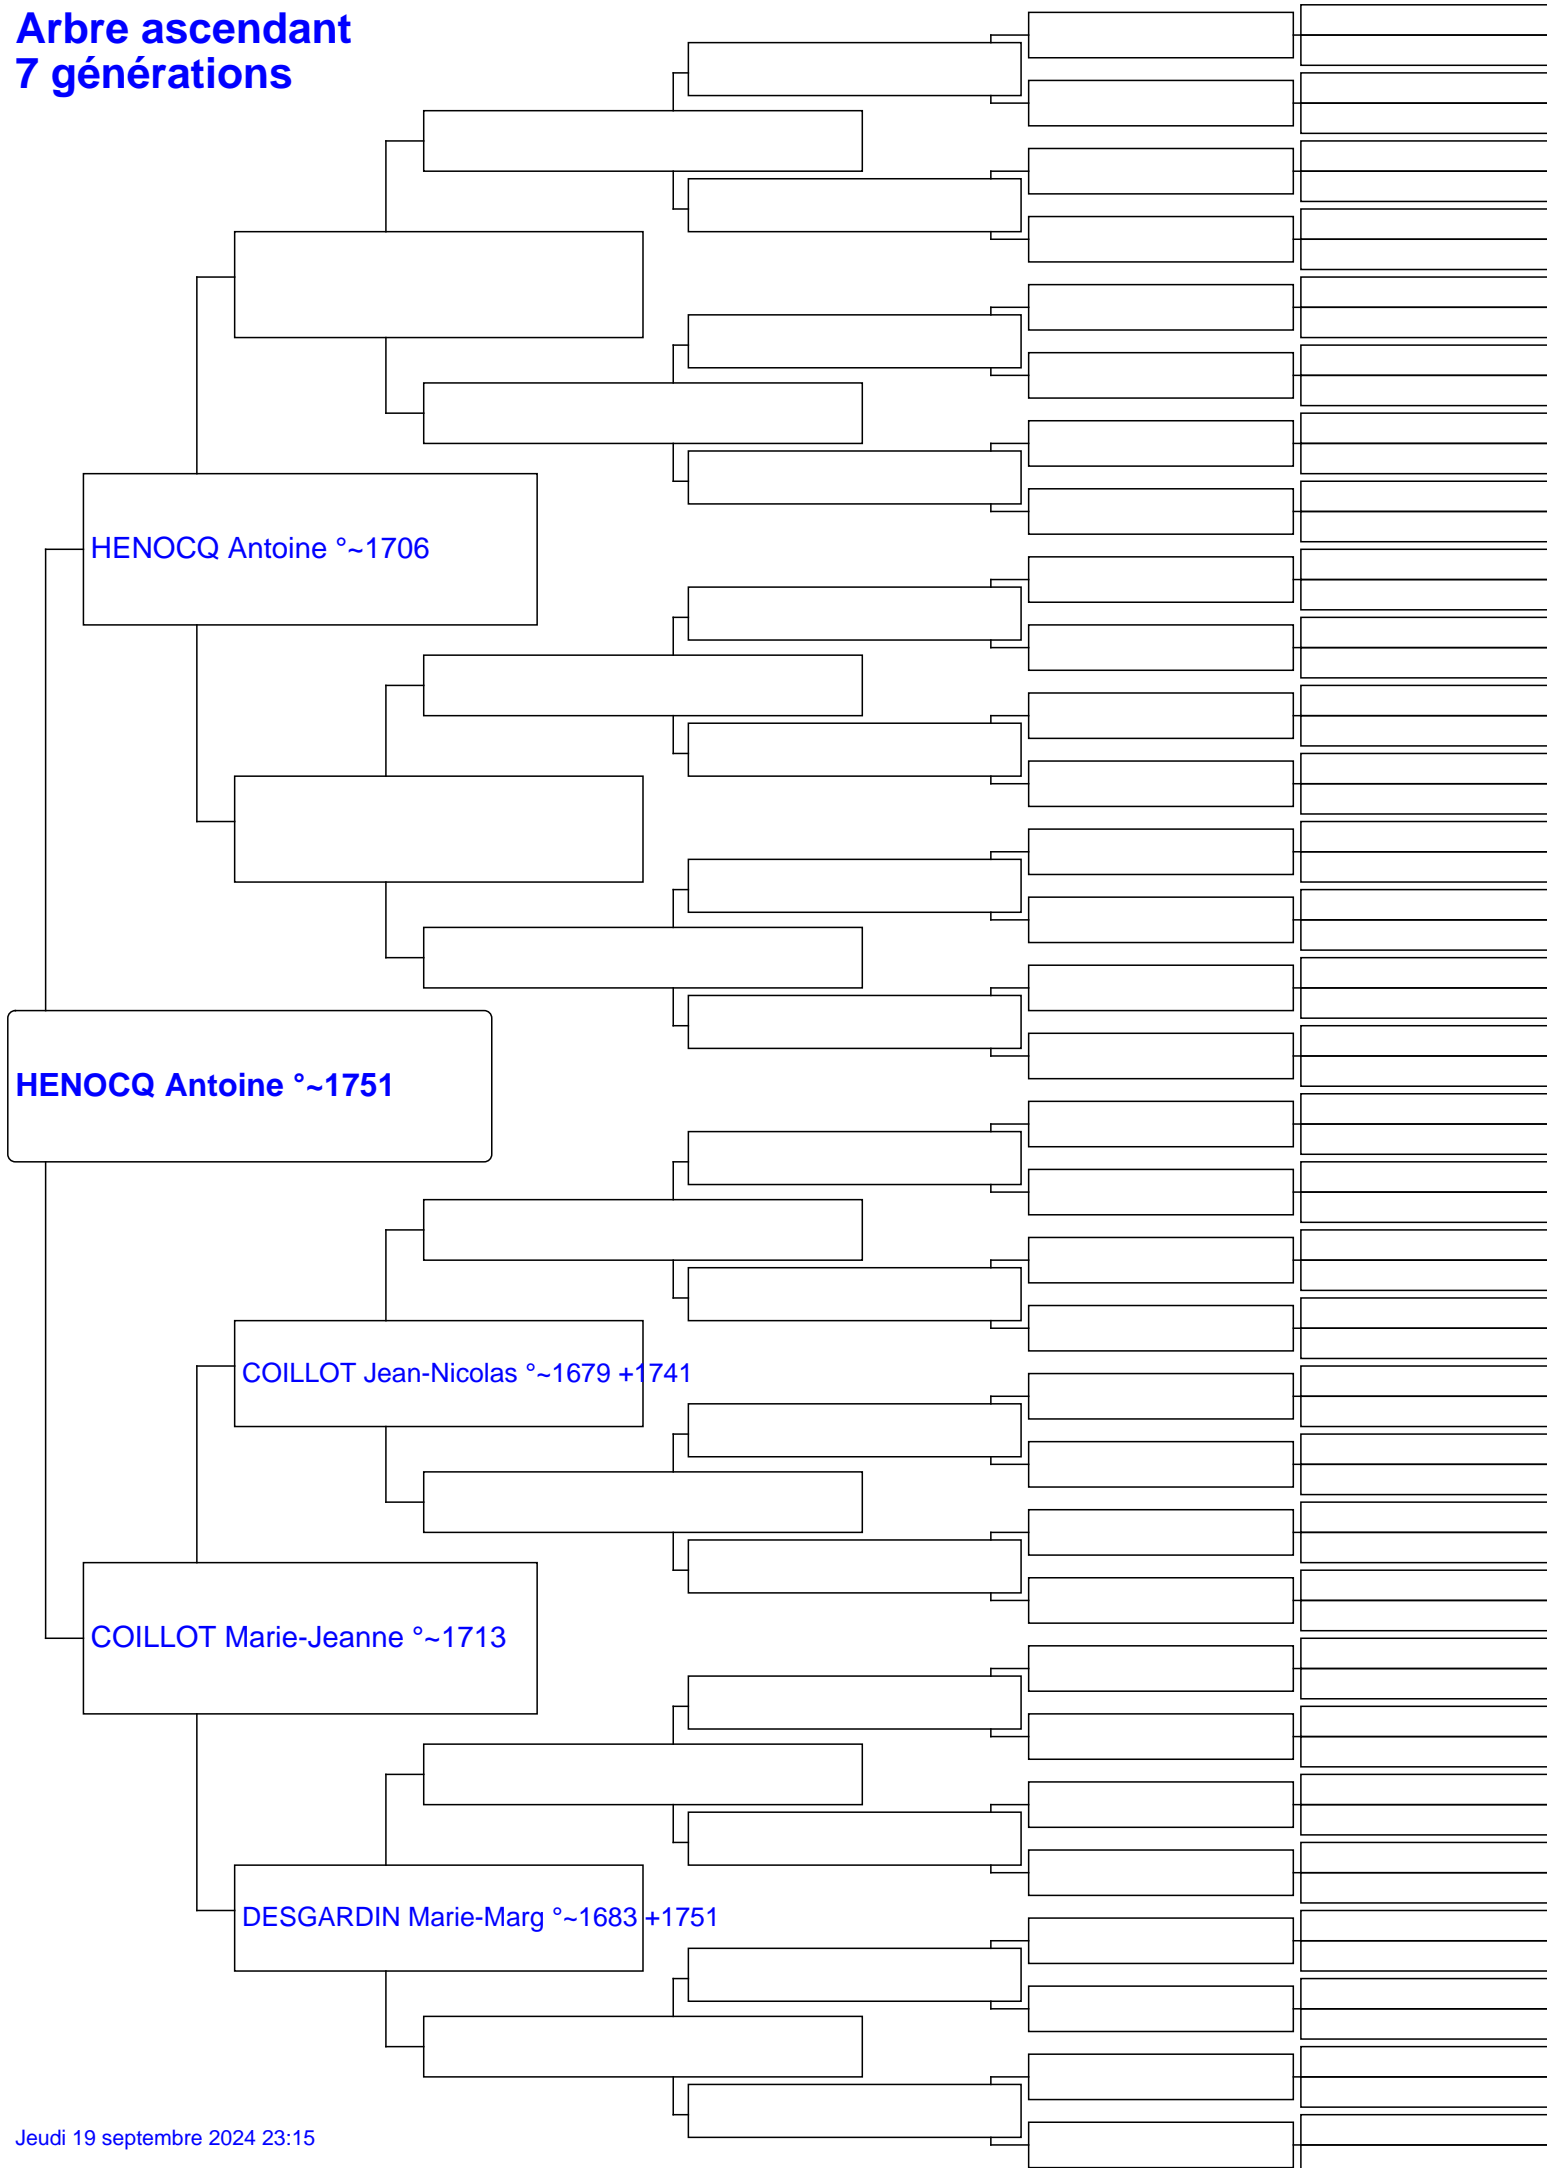 Arbre ascendant
7 générations
HENOCQ Antoine °~1706
HENOCQ Antoine °~1751
COILLOT Jean-Nicolas °~1679 +1741
COILLOT Marie-Jeanne °~1713
DESGARDIN Marie-Marg °~1683 +1751
Jeudi 19 septembre 2024 23:15